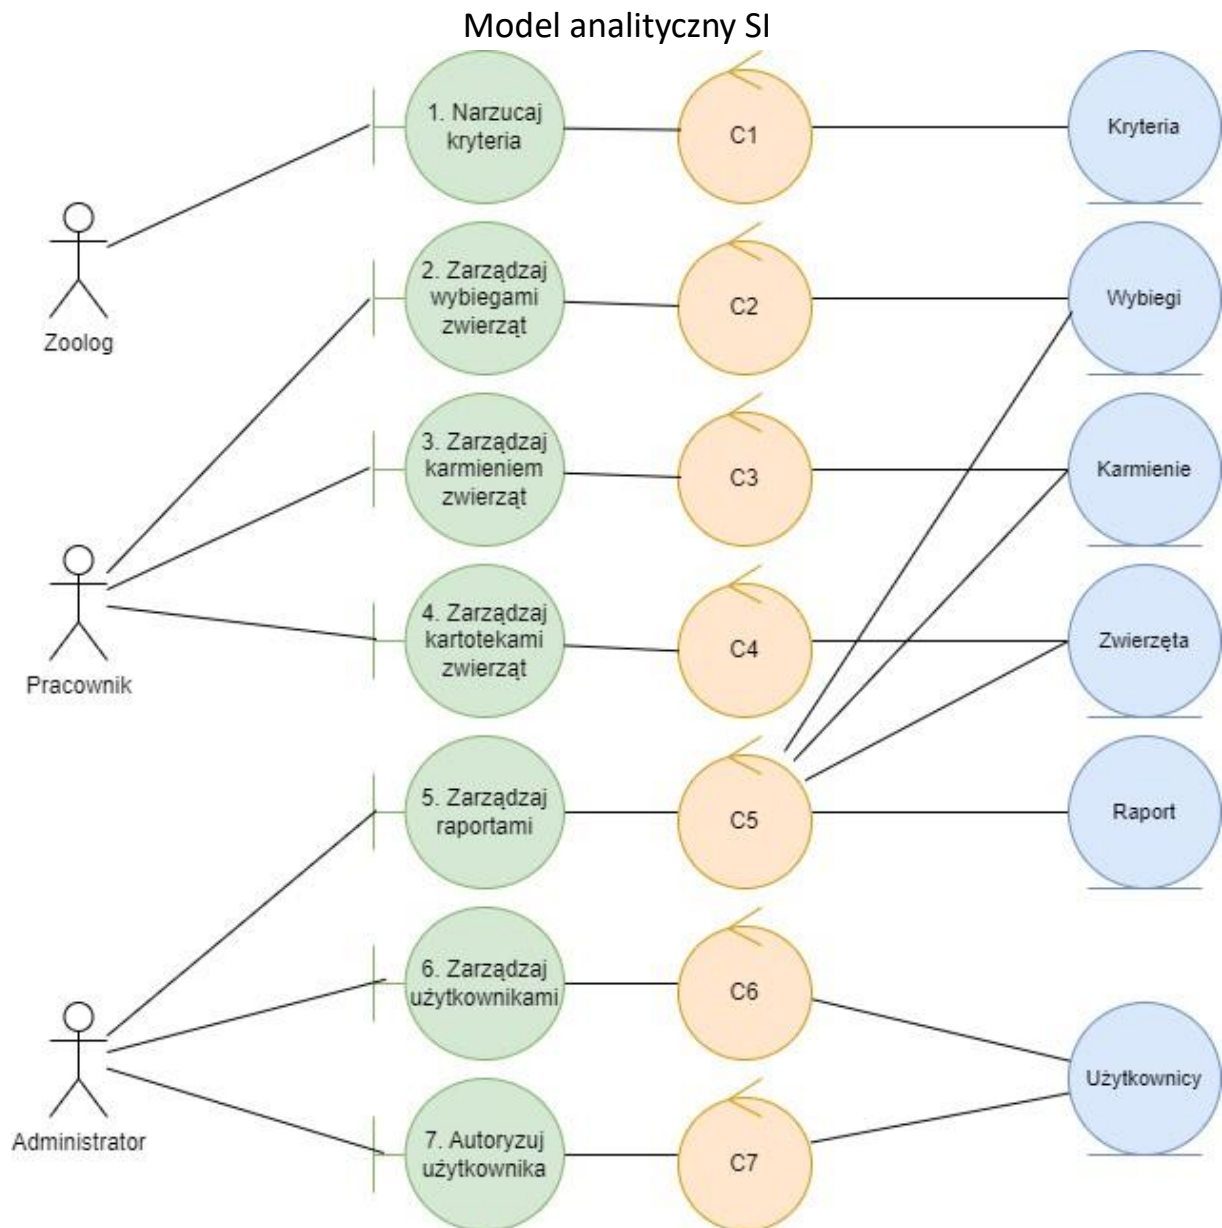 Model analityczny SI
1. Narzucaj
kryteria
C1
Kryteria
Zoolog
2. Zarządzaj
wybiegami
zwierząt
C2
Wybiegi
3. Zarządzaj
karmieniem
zwierząt
C3
Karmienie
Pracownik
4. Zarządzaj
kartotekami
zwierząt
C4
Zwierzęta
5. Zarządzaj
raportami
C5
Raport
6. Zarządzaj
użytkownikami
C6
Użytkownicy
Administrator
7. Autoryzuj
użytkownika
C7